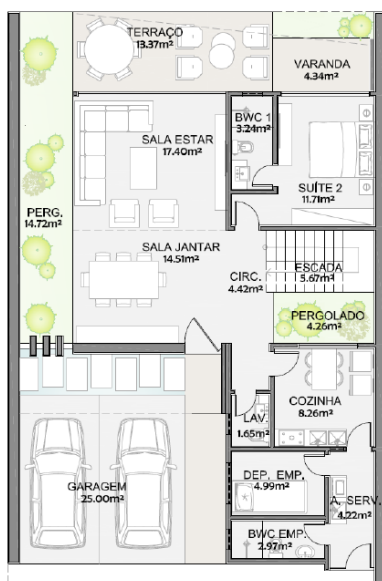 TERRAÇO
13.37m²
VARANDA
4.34m²
BWC 1
3.24m²
SALA ESTAR
17.40m²
SUÍTE 2
11.71m²
PERG.
14.72m²
SALA JANTAR
14.51m²
CIRC.
4.42m²
ESCADA
5.67m²
PERGOLADO
4.26m²
COZINHA
8.26m²
LAV.
1.65m²
DEP. EMP.
4.99m²
GARAGEM
25.00m²
A. SERV.
4.22m²
BWC EMP.
2.97m²